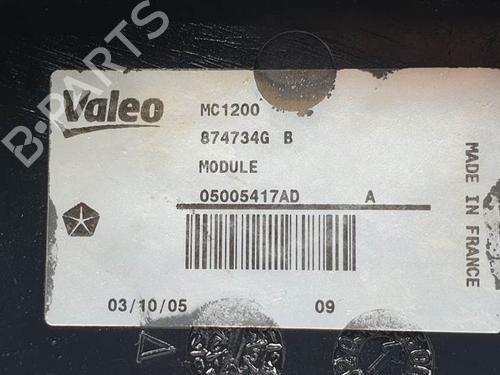 Valeo
MC1200
874734G B
MODULE
05005417AD A
03/10/05 09
MADE IN FRANCE
B-PARTS